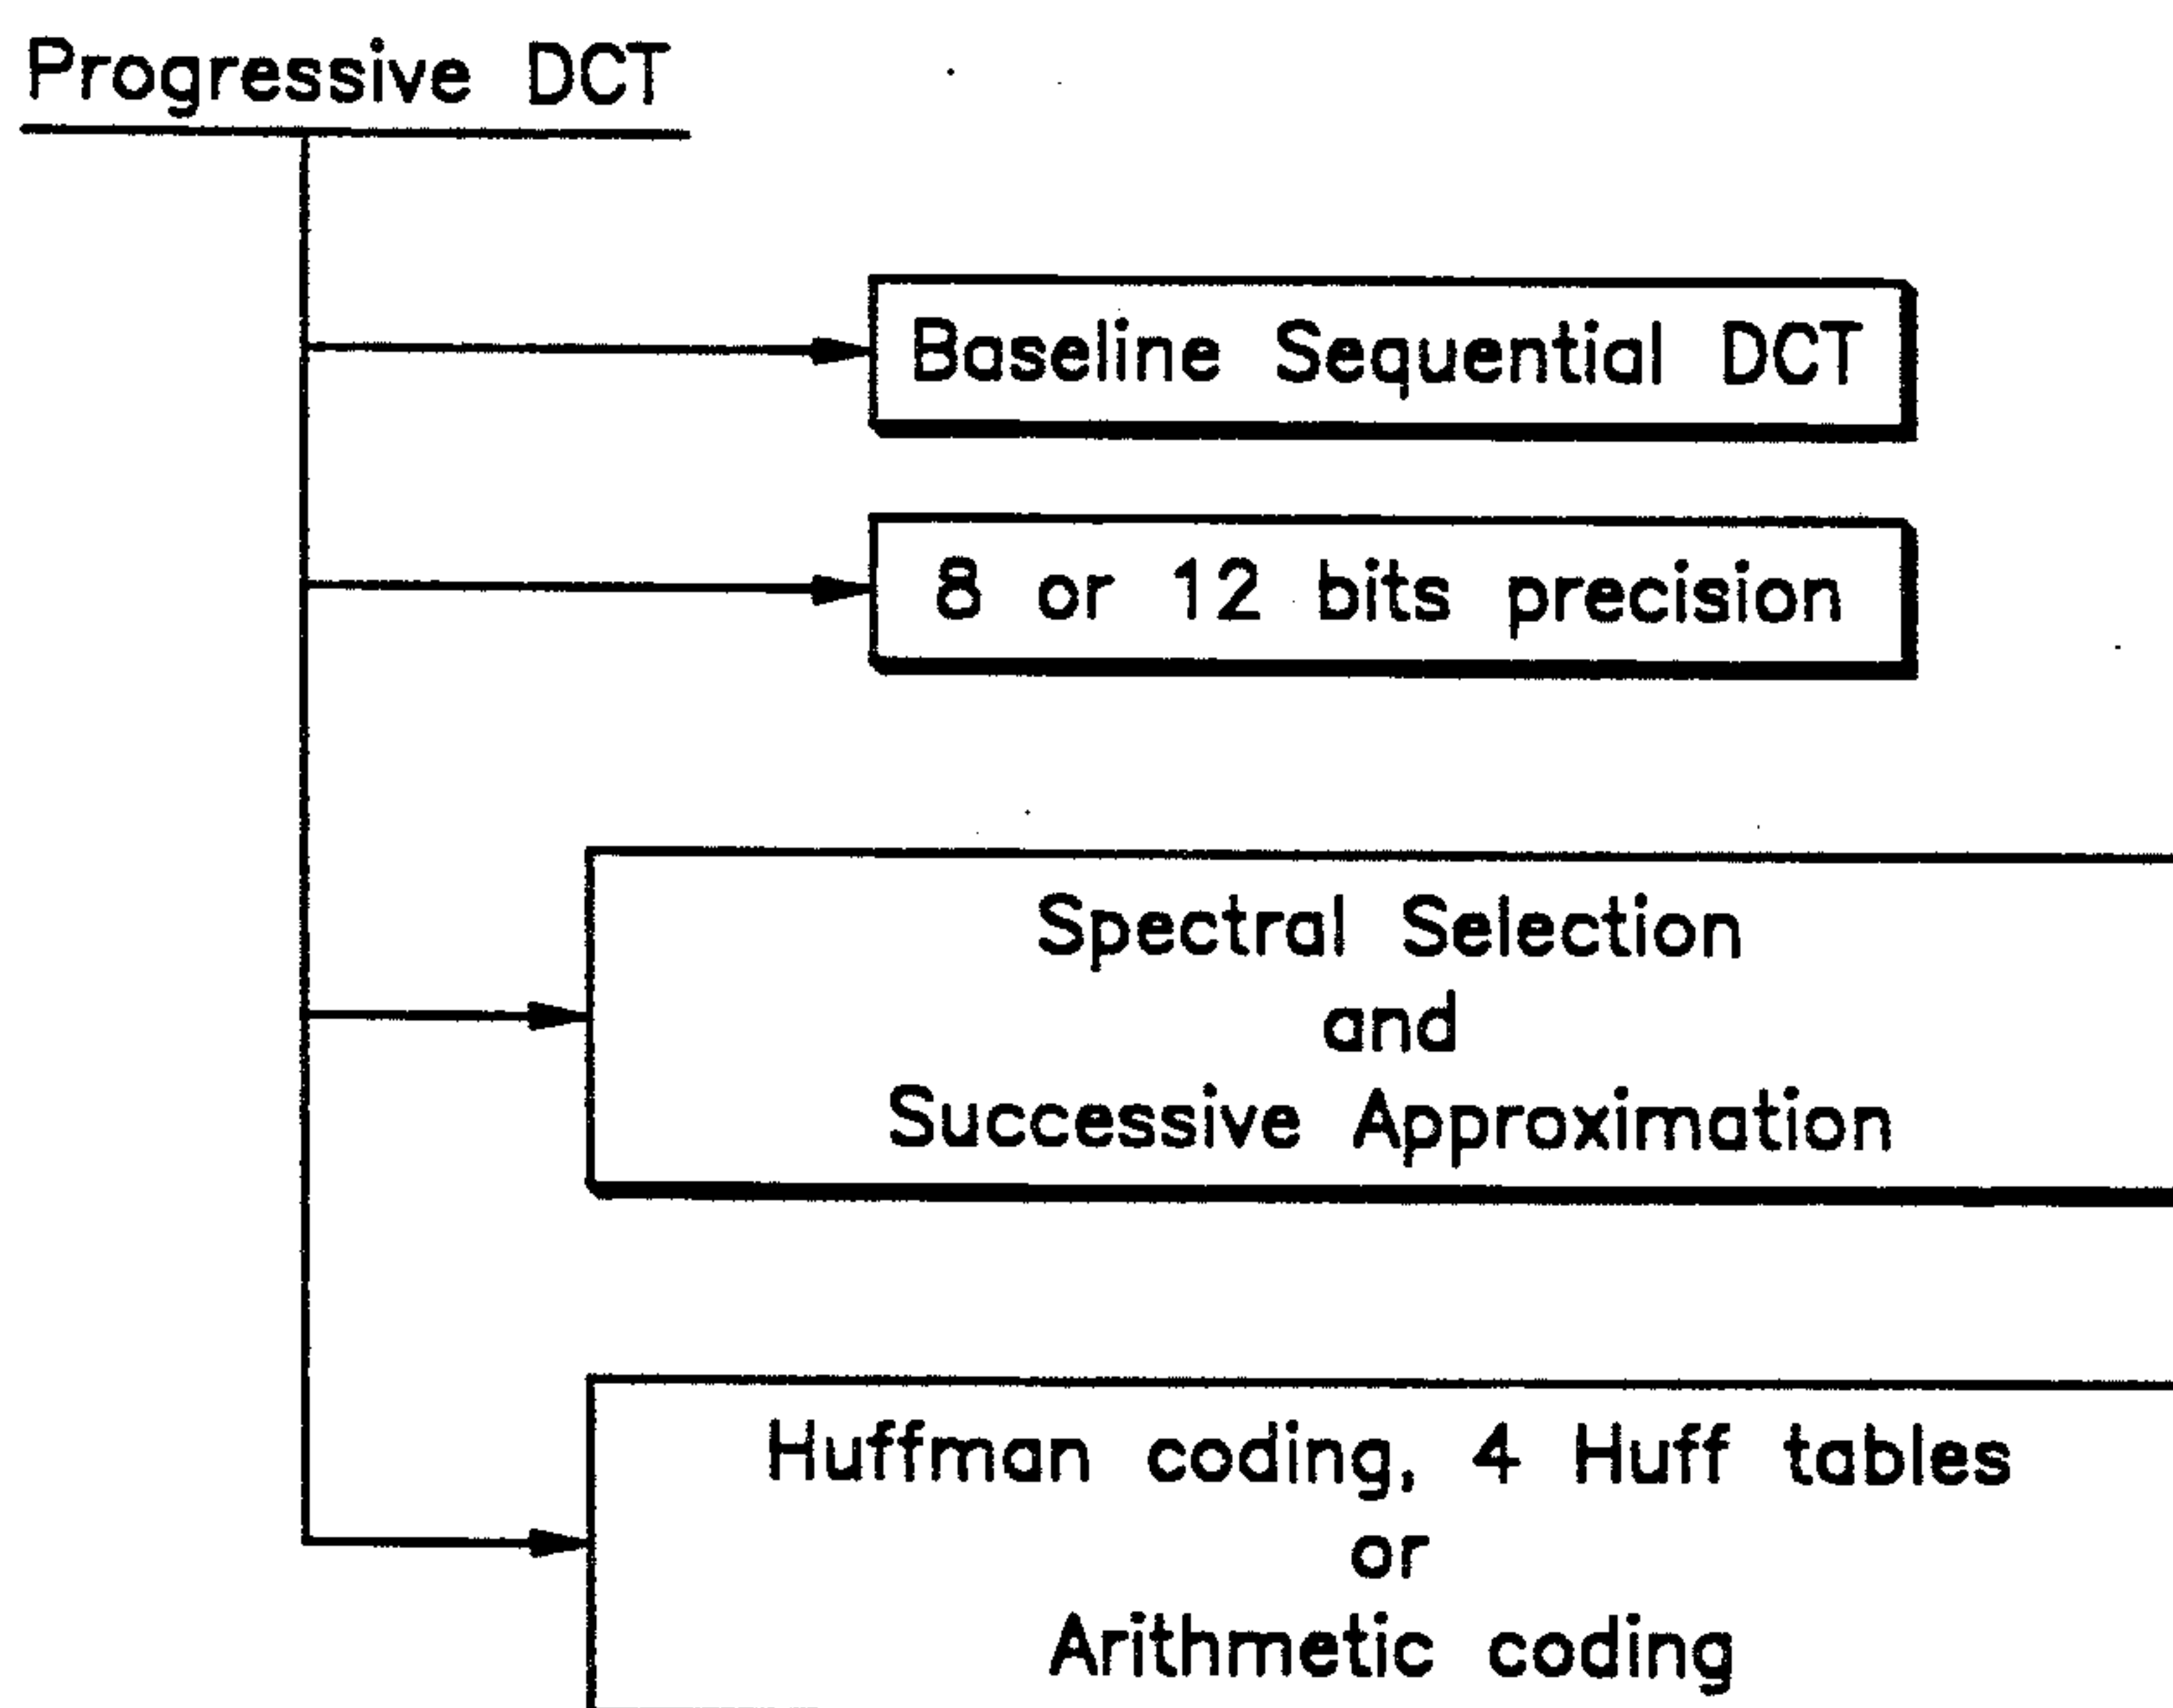 Progressive DCT
Baseline Sequential DCT
8 or 12 bits precision
Spectral Selection
and
Successive Approximation
Huffman coding, 4 Huff tables
or
Arithmetic coding